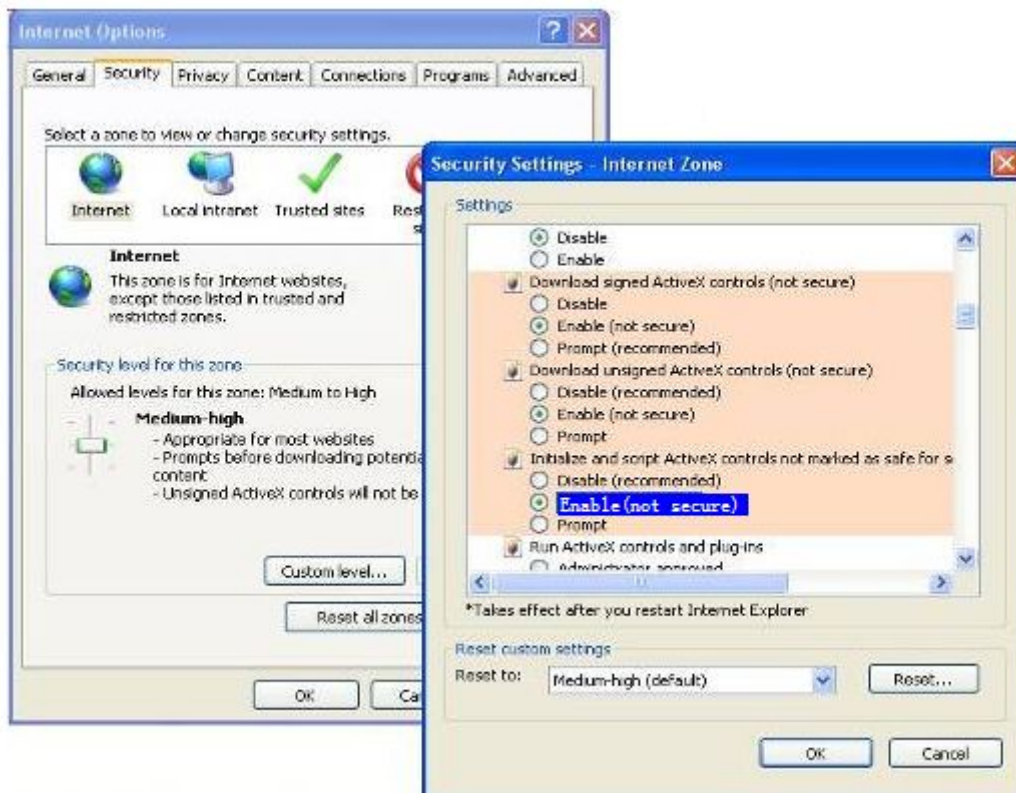 Internet Options
General Security Privacy Content Connections Programs Advanced
Select a zone to view or change security settings.
Internet Local intranet Trusted sites
Internet
This zone is for Internet websites,
except those listed in trusted and
restricted zones.
Security level for this zone
Allowed levels for this zone: Medium to High
Medium-high
- Appropriate for most websites
- Prompts before downloading
content
- Unsigned ActiveX controls will not be
Custom level...
Reset all zones
OK
Security Settings - Internet Zone
Settings
Disable
Enable
Download signed ActiveX controls (not secure)
Disable
Enable (not secure)
Prompt (recommended)
Download unsigned ActiveX controls (not secure)
Disable (recommended)
Enable (not secure)
Prompt
Initialize and script ActiveX controls not marked as safe for s
Disable (recommended)
Enable(not secure)
Prompt
Run ActiveX controls and plug-ins
Administrator approved
*Takes effect after you restart Internet Explorer
Reset custom settings
Reset to: Medium-high (default) Reset...
OK Cancel